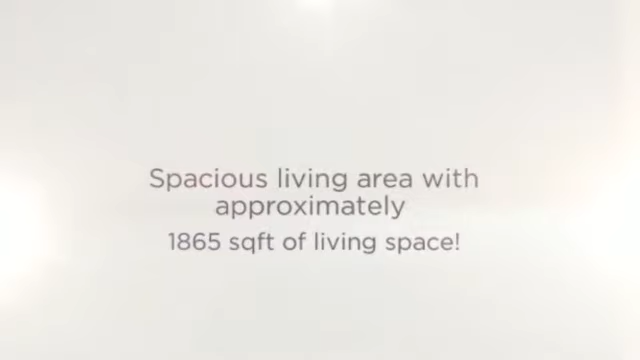 Spacious living area with
approximately
1865 sqft of living space!